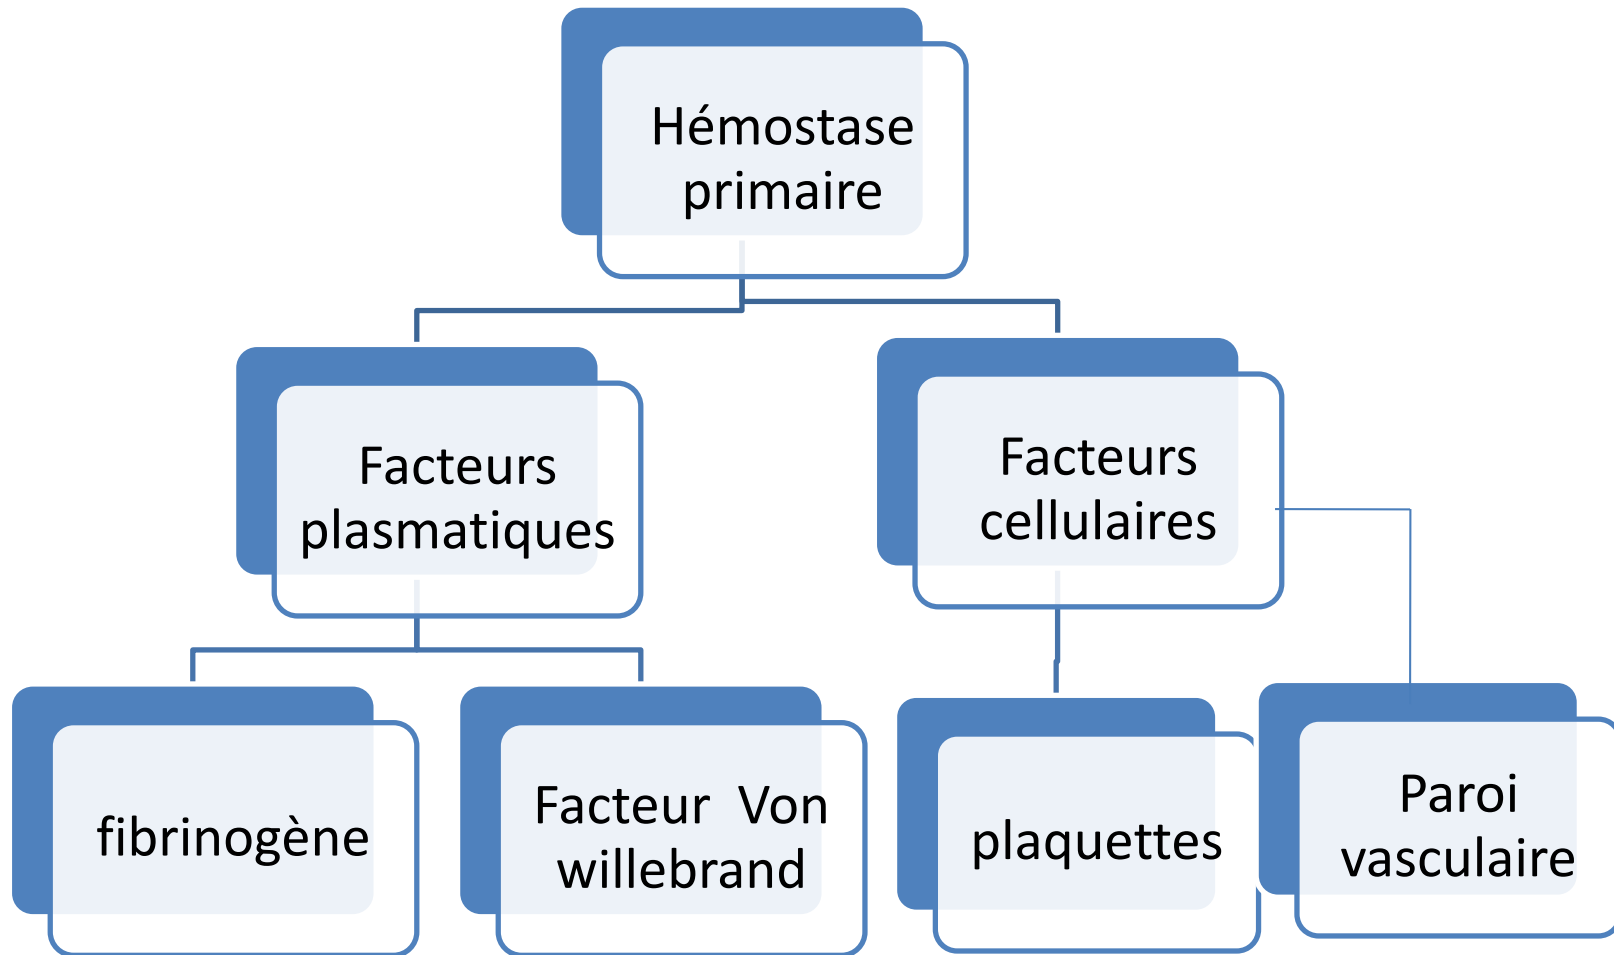 Hémostase
primaire
Facteurs
plasmatiques
Facteurs
cellulaires
fibrinogène
Facteur Von
willebrand
plaquettes
Paroi
vasculaire